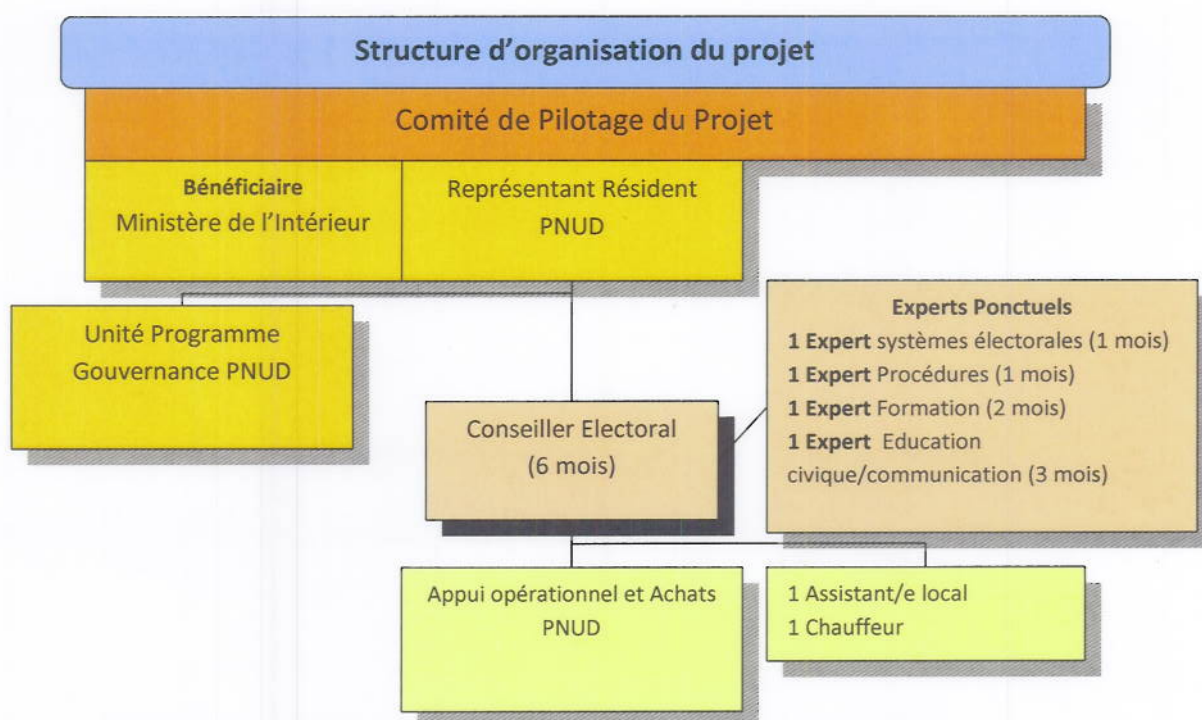 Structure d'organisation du projet
Comité de Pilotage du Projet
Bénéficiaire
Ministère de l'Intérieur
Représentant Résident
PNUD
Unité Programme
Gouvernance PNUD
Experts Ponctuels
1 Expert systèmes électorales (1 mois)
1 Expert Procédures (1 mois)
1 Expert Formation (2 mois)
1 Expert Education
civique/communication (3 mois)
Conseiller Electoral
(6 mois)
Appui opérationnel et Achats
PNUD
1 Assistant/e local
1 Chauffeur